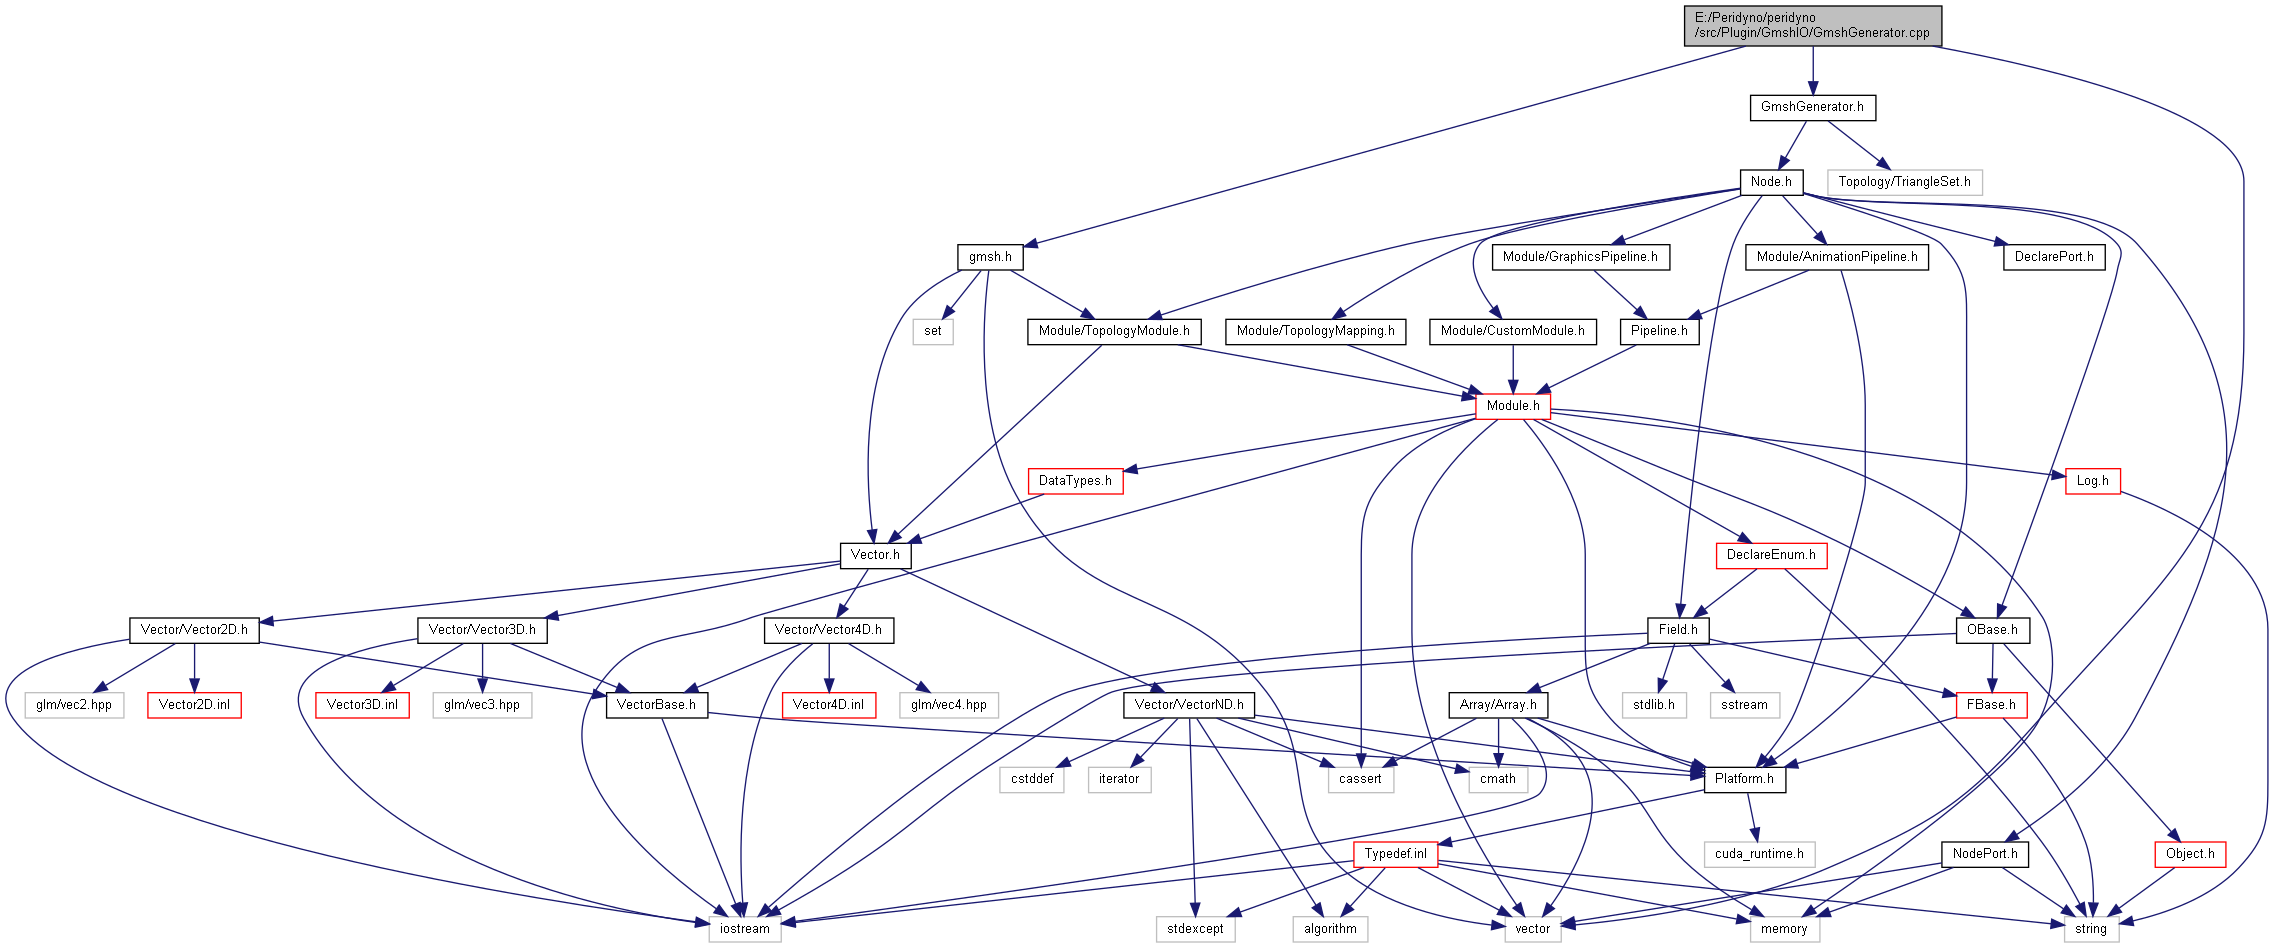 E:/Peridyno/peridyno
/src/Plugin/GmshIO/GmshGenerator.cpp
GmshGenerator.h
Node.h
Topology/TriangleSet.h
gmsh.h
Module/GraphicsPipeline.h
Module/AnimationPipeline.h
DeclarePort.h
set
Module/TopologyModule.h
Module/TopologyMapping.h
Module/CustomModule.h
Pipeline.h
Module.h
DataTypes.h
Log.h
Vector.h
DeclareEnum.h
Vector/Vector2D.h
Vector/Vector3D.h
Vector/Vector4D.h
Field.h
OBase.h
glm/vec2.hpp
Vector2D.inl
Vector3D.inl
glm/vec3.hpp
VectorBase.h
Vector4D.inl
glm/vec4.hpp
Vector/VectorND.h
Array/Array.h
stdlib.h
sstream
FBase.h
cstddef
iterator
cassert
cmath
Platform.h
Typedef.inl
cuda_runtime.h
NodePort.h
Object.h
iostream
stdexcept
algorithm
vector
memory
string